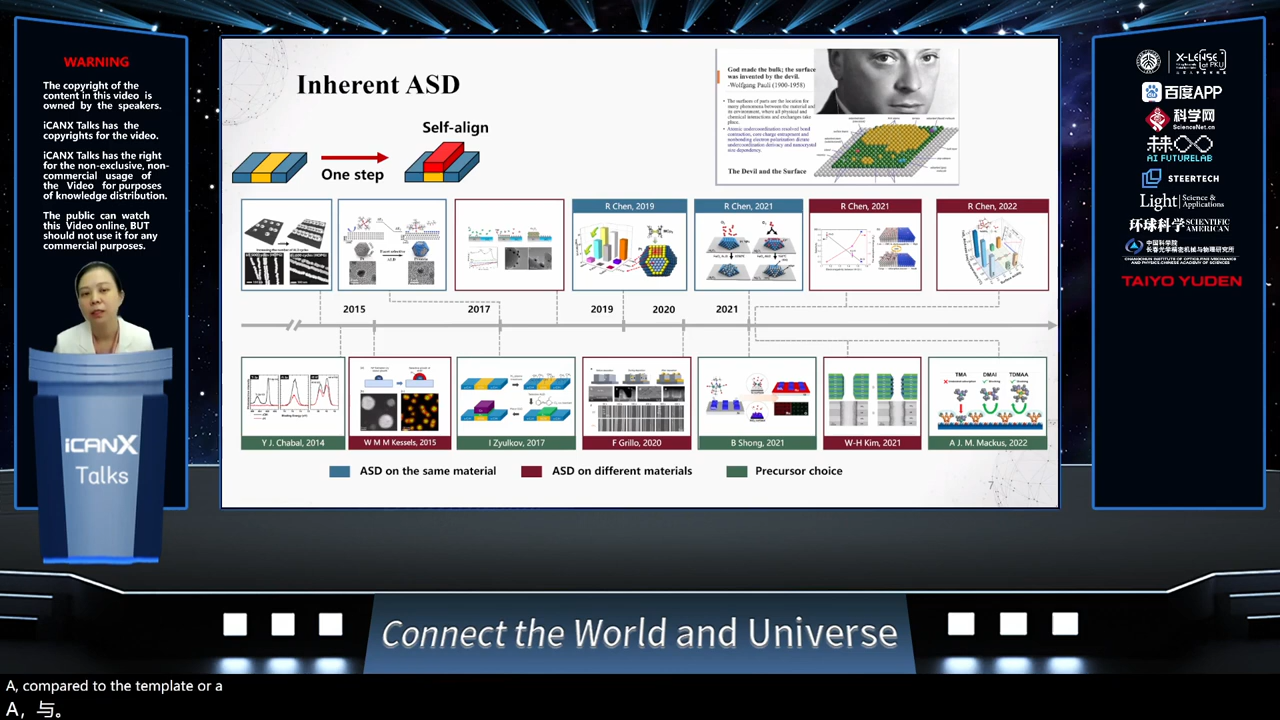 WARNING
The copyright of the
content in this video is
owned by the speakers.
iCANX Talks has the
copyrights for the video,
and iCANX has the right
for the non-exclusive, non-
commercial usage of
the Video for purposes
of knowledge distribution.
The public can watch
this Video online, BUT
should not use it for any
commercial purposes.
iCANX
Talks
Inherent ASD
Self-align
One step
God made the bulk; the surface
was invented by the devil.
-Wolfgang Pauli (1900-1958)
The Devil and the Surface
R Chen, 2019
R Chen, 2021
R Chen, 2021
R Chen, 2022
2015
2017
2019
2020
2021
TMA
DMAI
TDMAA
Y J. Chabal, 2014
W M M Kessels, 2015
I Zyulkov, 2017
F Grillo, 2020
B Shong, 2021
W-H Kim, 2021
A J. M. Mackus, 2022
ASD on the same material
ASD on different materials
Precursor choice
7
百度APP
科学网
ScienceNet.cn
未来
AI FUTURELAB
STEERTECH
Light Science & Applications
环球科学 SCIENTIFIC AMERICAN
中国科学院
长春光学精密机械与物理研究所
CHANGCHUN INSTITUTE OF OPTICS, FINE MECHANICS
AND PHYSICS, CHINESE ACADEMY OF SCIENCES
TAIYO YUDEN
Connect the World and Universe
A, compared to the template or a
A，与。